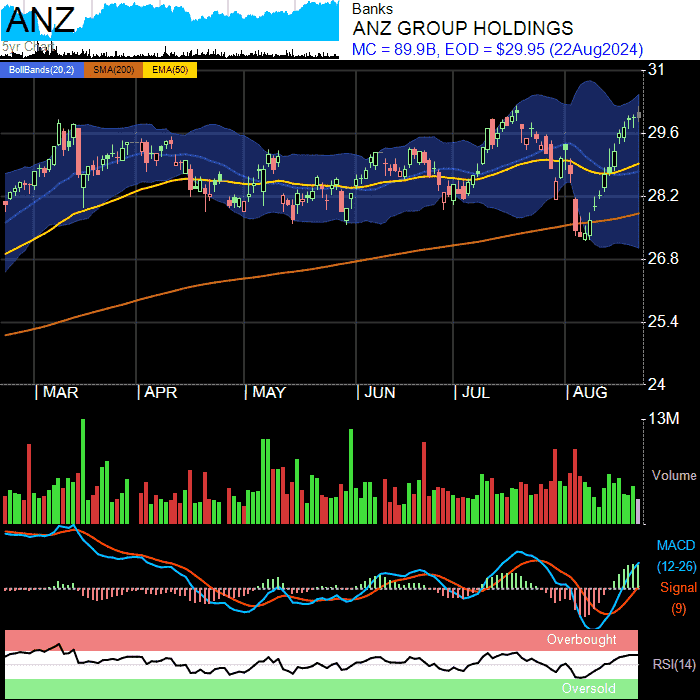 ANZ
5yr Chart
Banks
ANZ GROUP HOLDINGS
MC = 89.9B, EOD = $29.95 (22Aug2024)
BollBands(20,2) SMA(200) EMA(50)
31
29.6
28.2
26.8
25.4
24
| MAR | APR | MAY | JUN | JUL | AUG
13M
Volume
MACD
(12-26)
Signal
(9)
Overbought
RSI(14)
Oversold